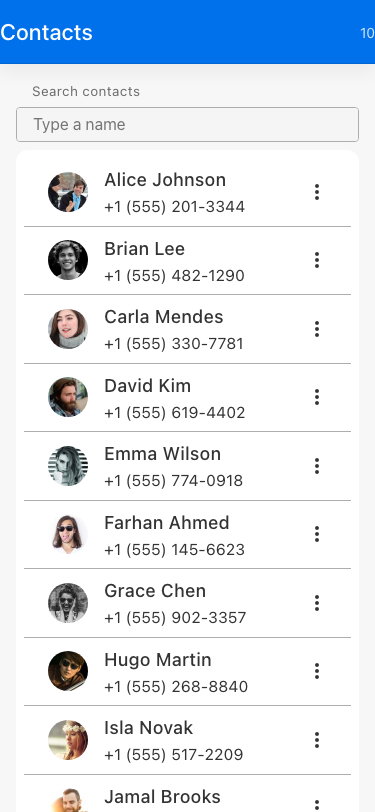 Contacts
10
Search contacts
Type a name
Alice Johnson
+1 (555) 201-3344
Brian Lee
+1 (555) 482-1290
Carla Mendes
+1 (555) 330-7781
David Kim
+1 (555) 619-4402
Emma Wilson
+1 (555) 774-0918
Farhan Ahmed
+1 (555) 145-6623
Grace Chen
+1 (555) 902-3357
Hugo Martin
+1 (555) 268-8840
Isla Novak
+1 (555) 517-2209
Jamal Brooks